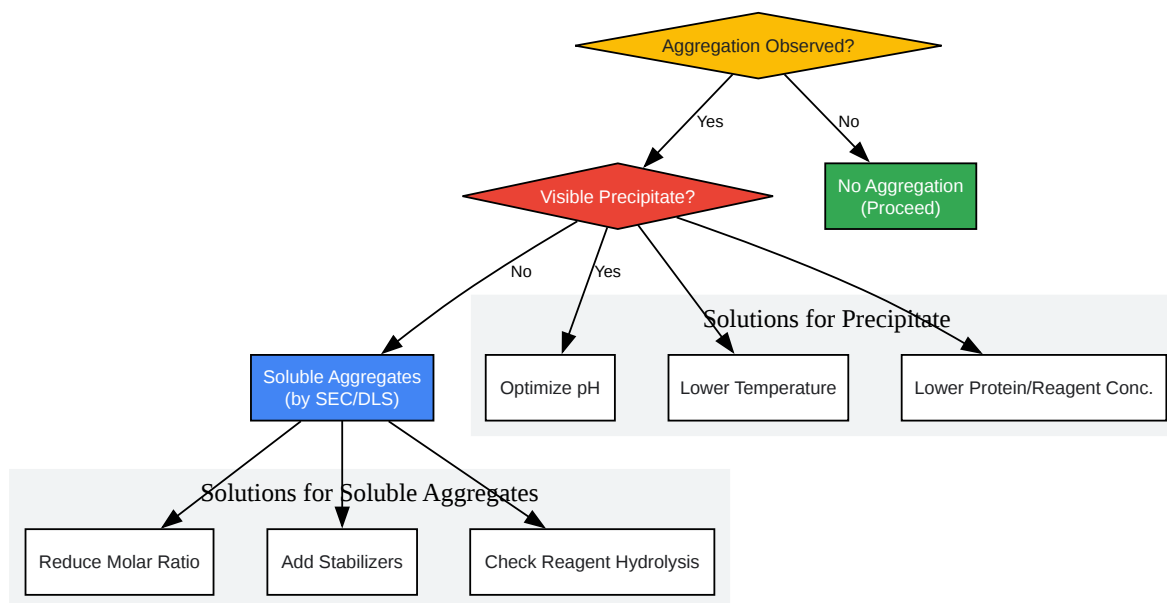 Aggregation Observed?
Yes
No
Visible Precipitate?
No Aggregation
(Proceed)
No
Yes
Solutions for Precipitate
Soluble Aggregates
(by SEC/DLS)
Optimize pH
Lower Temperature
Lower Protein/Reagent Conc.
Solutions for Soluble Aggregates
Reduce Molar Ratio
Add Stabilizers
Check Reagent Hydrolysis